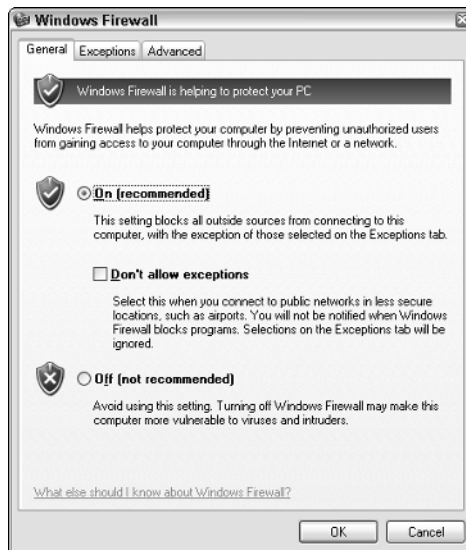 Windows Firewall
General Exceptions Advanced
Windows Firewall is helping to protect your PC
Windows Firewall helps protect your computer by preventing unauthorized users
from gaining access to your computer through the Internet or a network.
On (recommended)
This setting blocks all outside sources from connecting to this
computer, with the exception of those selected on the Exceptions tab.
Don't allow exceptions
Select this when you connect to public networks in less secure
locations, such as airports. You will not be notified when Windows
Firewall blocks programs. Selections on the Exceptions tab will be
ignored.
Off (not recommended)
Avoid using this setting. Turning off Windows Firewall may make this
computer more vulnerable to viruses and intruders.
What else should I know about Windows Firewall?
OK Cancel